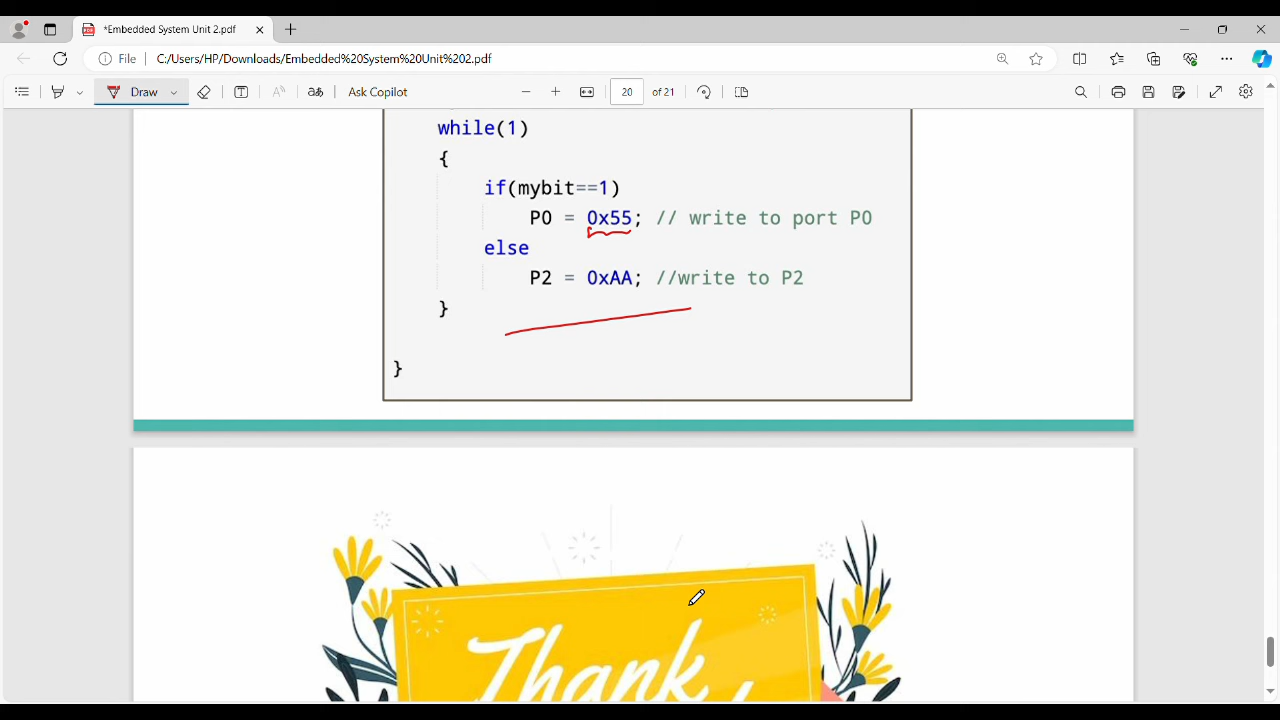 *Embedded System Unit 2.pdf
File
C:/Users/HP/Downloads/Embedded%20System%20Unit%202.pdf
Draw
Ask Copilot
20 of 21
while(1)
{
if(mybit==1)
P0 = 0x55; // write to port P0
else
P2 = 0xAA; //write to P2
}
}
Thank